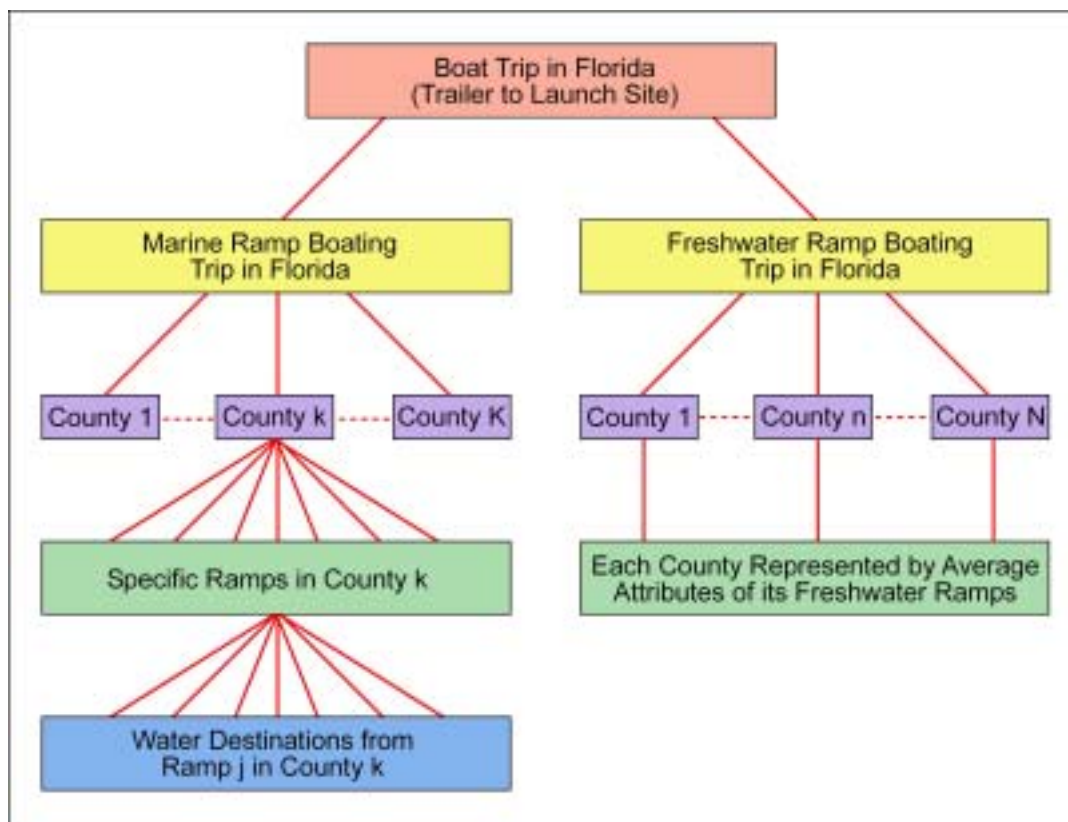 Boat Trip in Florida
(Trailer to Launch Site)
Marine Ramp Boating
Trip in Florida
Freshwater Ramp Boating
Trip in Florida
County 1
County k
County K
County 1
County n
County N
Specific Ramps in County k
Each County Represented by Average
Attributes of its Freshwater Ramps
Water Destinations from
Ramp j in County k